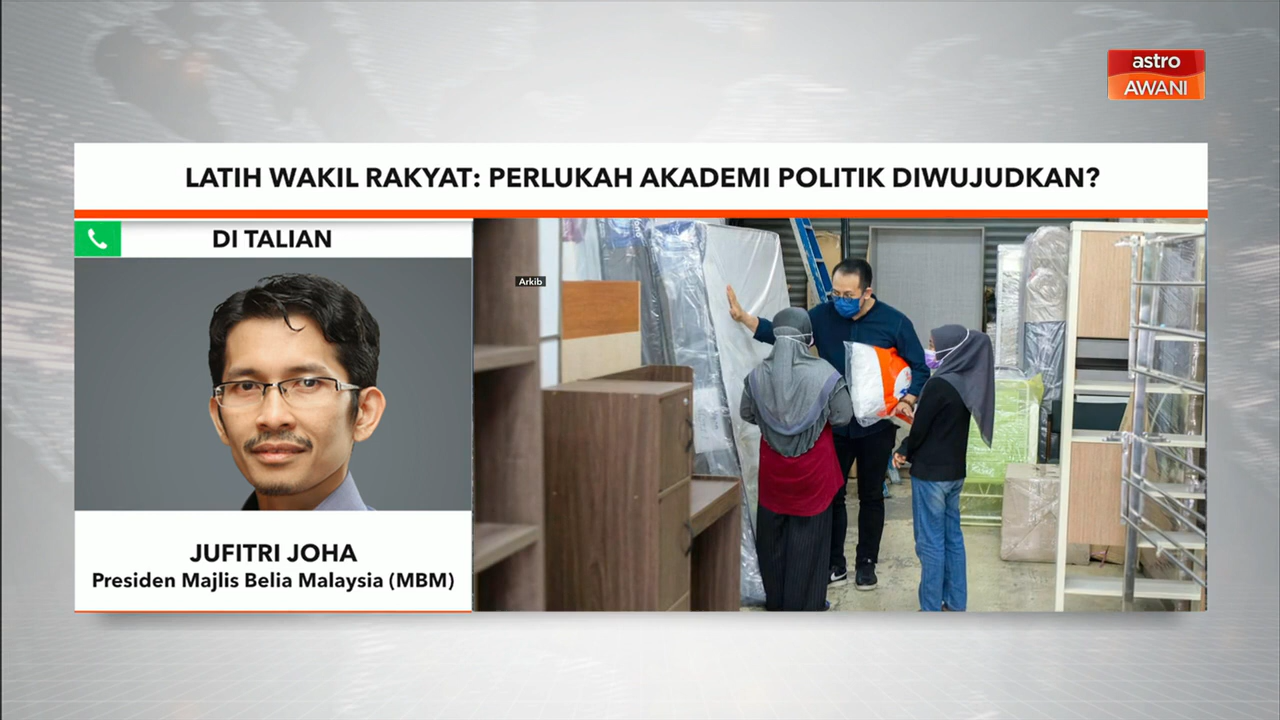 astro
AWANI
LATIH WAKIL RAKYAT: PERLUKAH AKADEMI POLITIK DIWUJUDKAN?
DI TALIAN
Arkib
JUFITRI JOHA
Presiden Majlis Belia Malaysia (MBM)